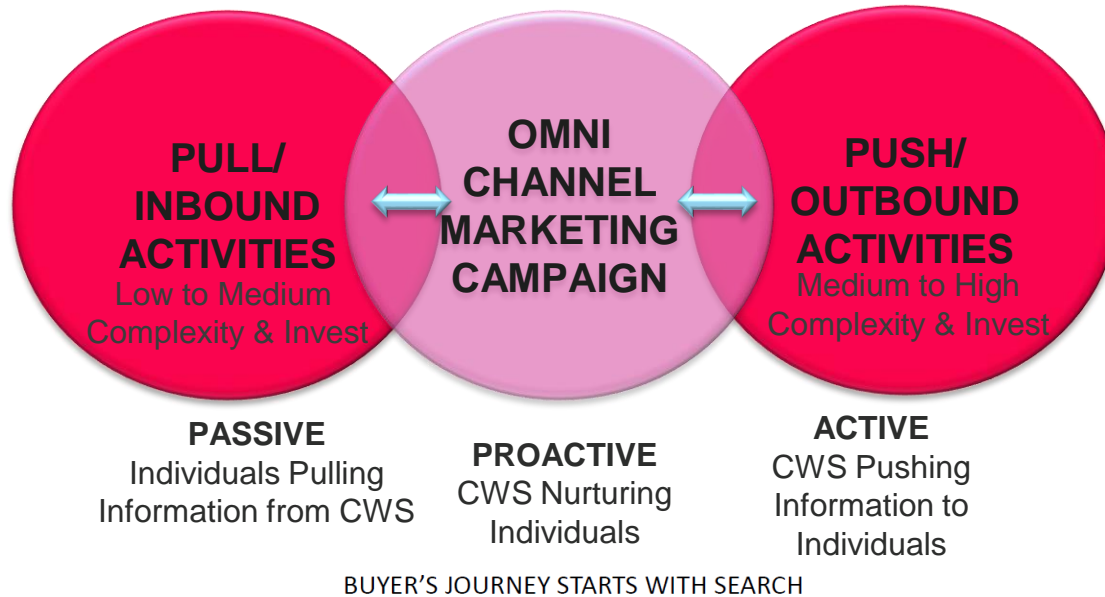 PULL/
INBOUND
ACTIVITIES
Low to Medium
Complexity & Invest
OMNI
CHANNEL
MARKETING
CAMPAIGN
PUSH/
OUTBOUND
ACTIVITIES
Medium to High
Complexity & Invest
PASSIVE
Individuals Pulling
Information from CWS
PROACTIVE
CWS Nurturing
Individuals
ACTIVE
CWS Pushing
Information to
Individuals
BUYER'S JOURNEY STARTS WITH SEARCH